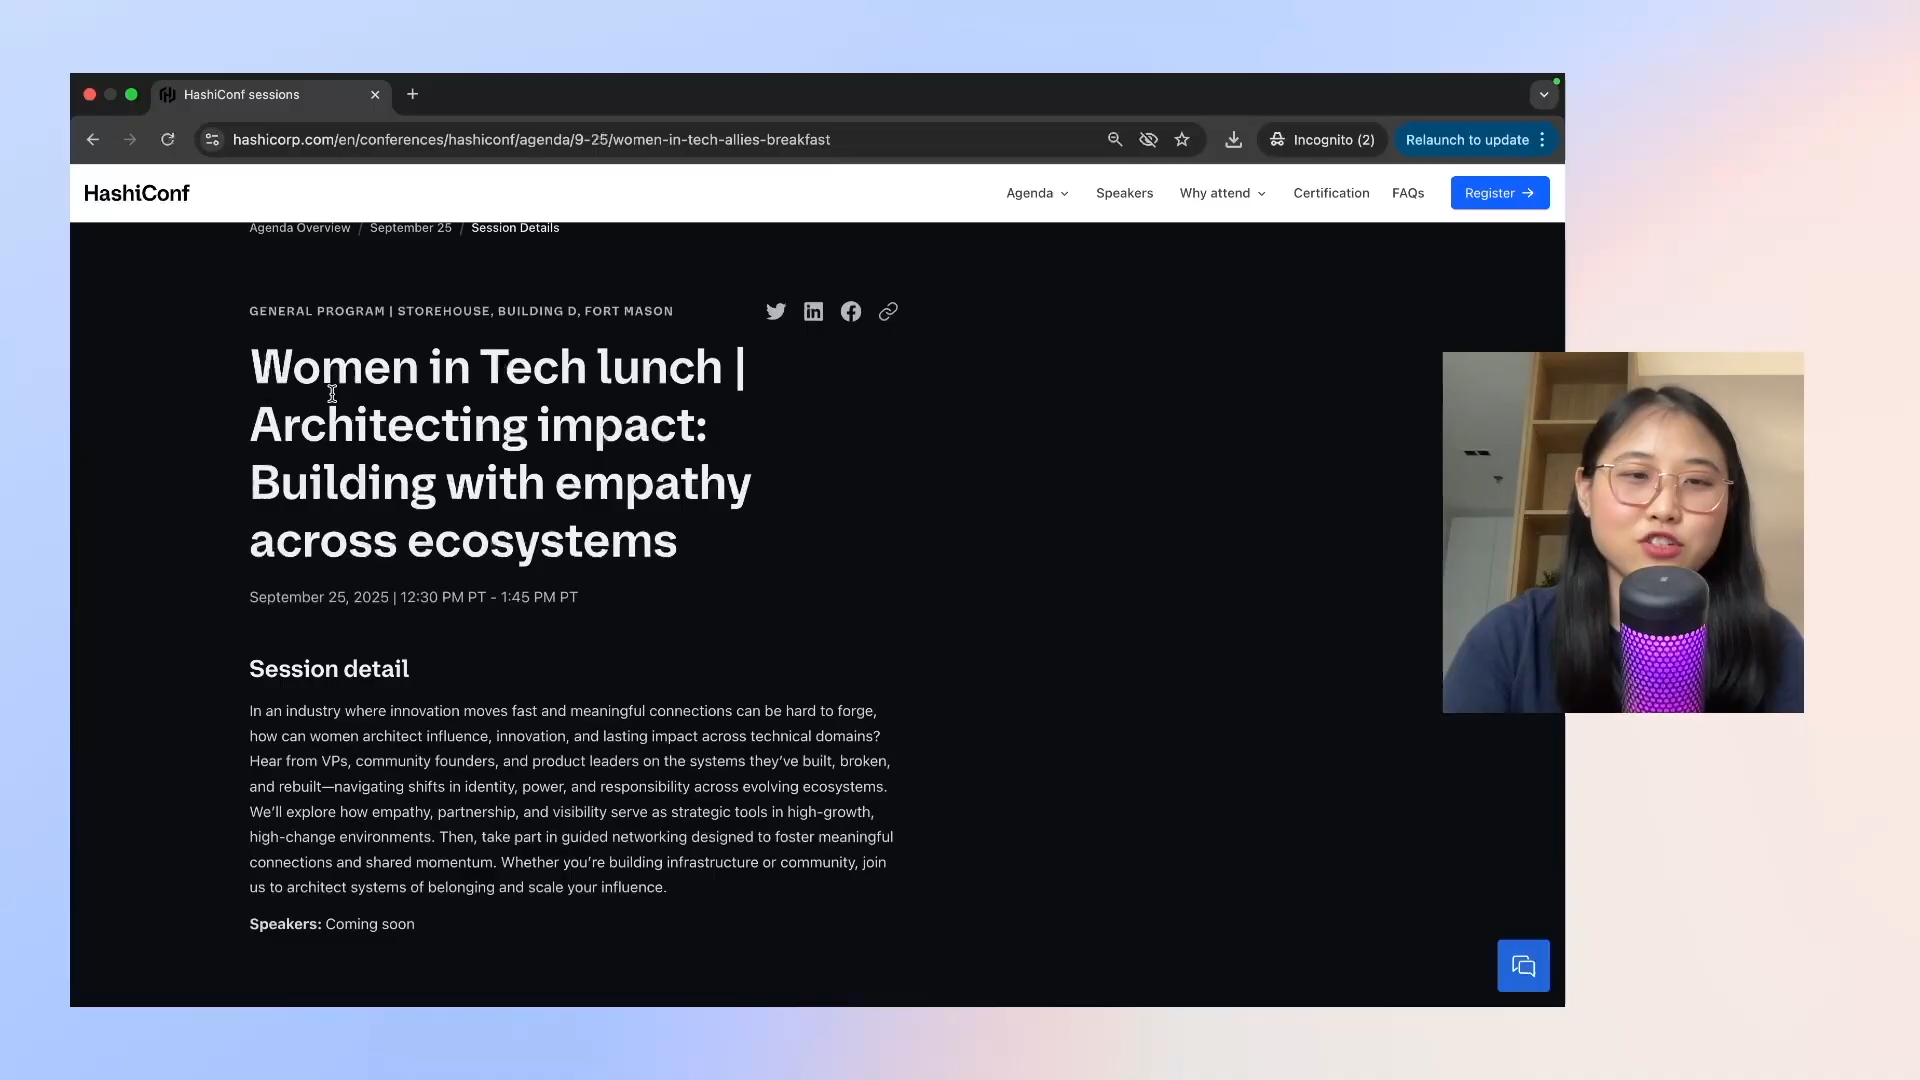 HashiConf sessions
hashicorp.com/en/conferences/hashiconf/agenda/9-25/women-in-tech-allies-breakfast
Incognito (2)
Relaunch to update
HashiConf
Agenda
Speakers
Why attend
Certification
FAQs
Register →
Agenda Overview / September 25 / Session Details
GENERAL PROGRAM | STOREHOUSE, BUILDING D, FORT MASON
Women in Tech lunch |
Architecting impact:
Building with empathy
across ecosystems
September 25, 2025 | 12:30 PM PT - 1:45 PM PT
Session detail
In an industry where innovation moves fast and meaningful connections can be hard to forge,
how can women architect influence, innovation, and lasting impact across technical domains?
Hear from VPs, community founders, and product leaders on the systems they’ve built, broken,
and rebuilt—navigating shifts in identity, power, and responsibility across evolving ecosystems.
We’ll explore how empathy, partnership, and visibility serve as strategic tools in high-growth,
high-change environments. Then, take part in guided networking designed to foster meaningful
connections and shared momentum. Whether you’re building infrastructure or community, join
us to architect systems of belonging and scale your influence.
Speakers: Coming soon